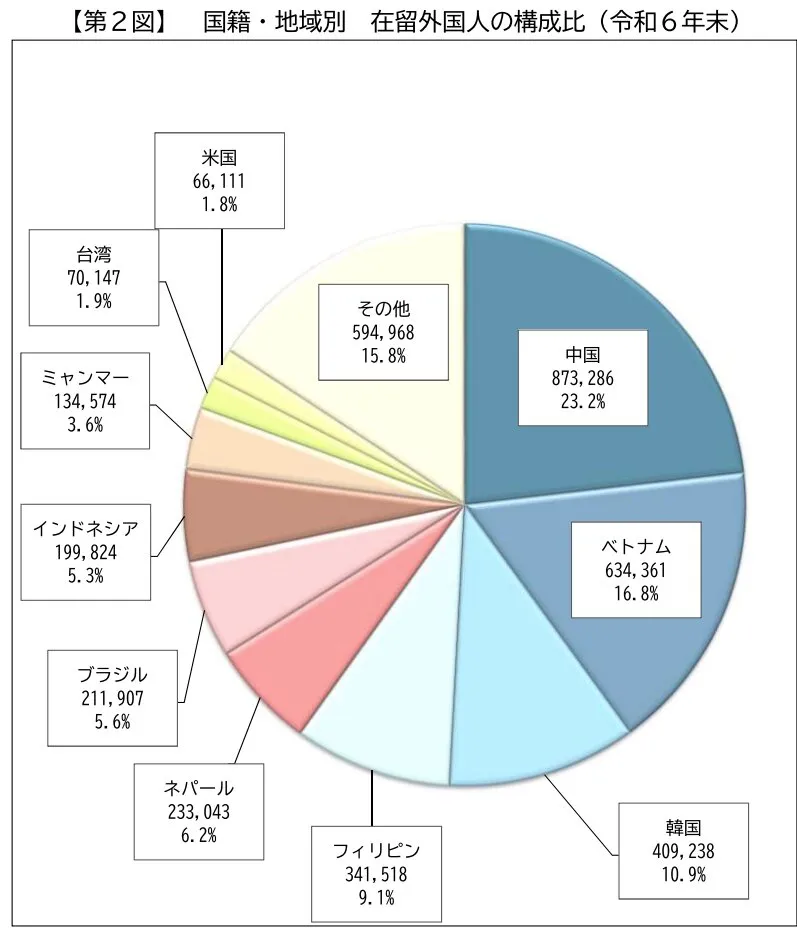 【第２図】　国籍・地域別　在留外国人の構成比（令和６年末）
米国
66,111
1.8%
台湾
70,147
1.9%
ミャンマー
134,574
3.6%
インドネシア
199,824
5.3%
ブラジル
211,907
5.6%
ネパール
233,043
6.2%
フィリピン
341,518
9.1%
韓国
409,238
10.9%
ベトナム
634,361
16.8%
中国
873,286
23.2%
その他
594,968
15.8%